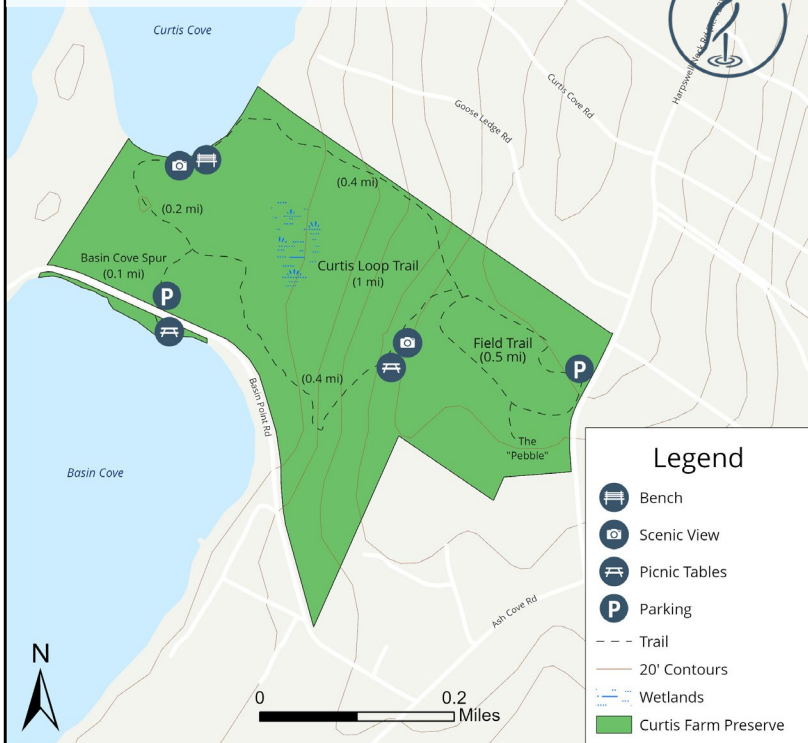 Curtis Cove
Goose Ledge Rd
Curtis Cove Rd
Harpswell Neck Rd
(0.4 mi)
(0.2 mi)
Basin Cove Spur
(0.1 mi)
Curtis Loop Trail
(1 mi)
P
Field Trail
(0.5 mi)
P
(0.4 mi)
Basin Point Rd
The
"Pebble"
Basin Cove
Ash Cove Rd
Legend
Bench
Scenic View
Picnic Tables
P Parking
Trail
20' Contours
Wetlands
Curtis Farm Preserve
N
0 0.2
Miles